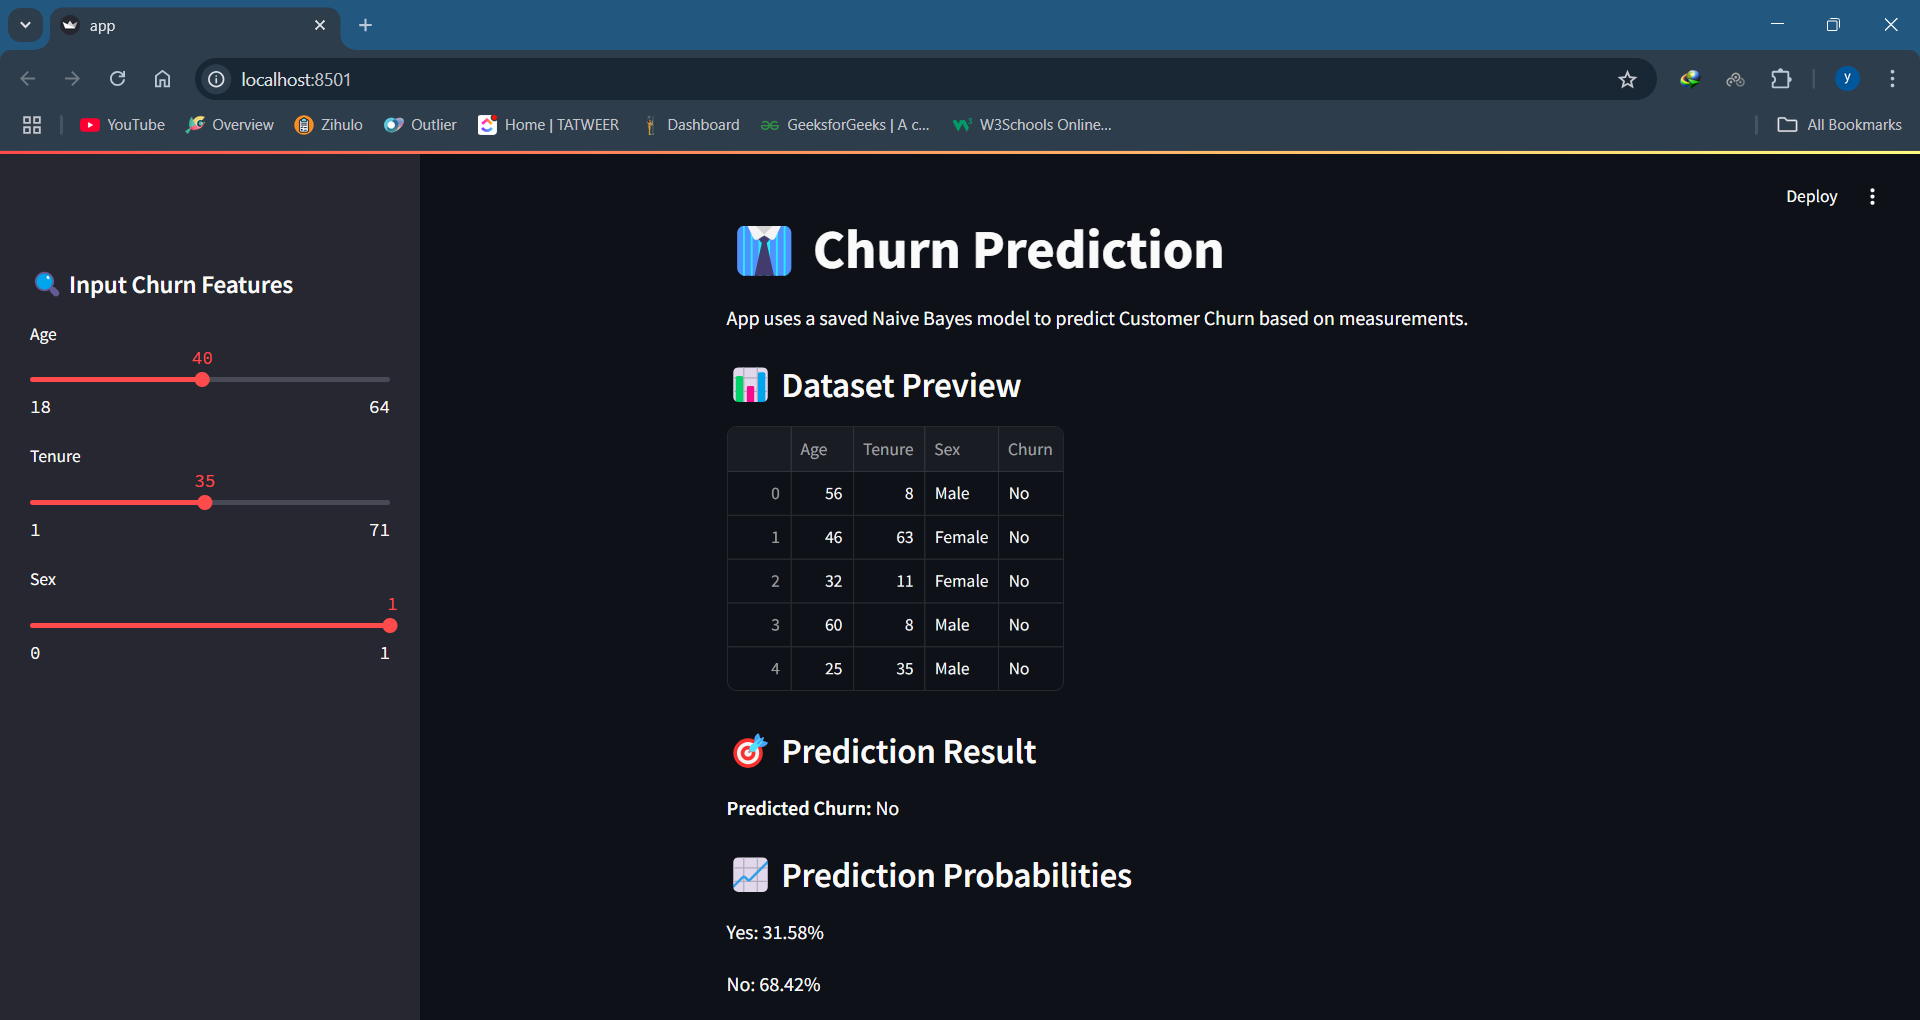 app
localhost:8501
y
YouTube
Overview
Zihulo
Outlier
Home | TATWEER
Dashboard
GeeksforGeeks | A c...
W3Schools Online...
All Bookmarks
Deploy
Input Churn Features
Age
40
18 64
Tenure
35
1 71
Sex
1
0 1
Churn Prediction
App uses a saved Naive Bayes model to predict Customer Churn based on measurements.
Dataset Preview
Age Tenure Sex Churn
0 56 8 Male No
1 46 63 Female No
2 32 11 Female No
3 60 8 Male No
4 25 35 Male No
Prediction Result
Predicted Churn: No
Prediction Probabilities
Yes: 31.58%
No: 68.42%